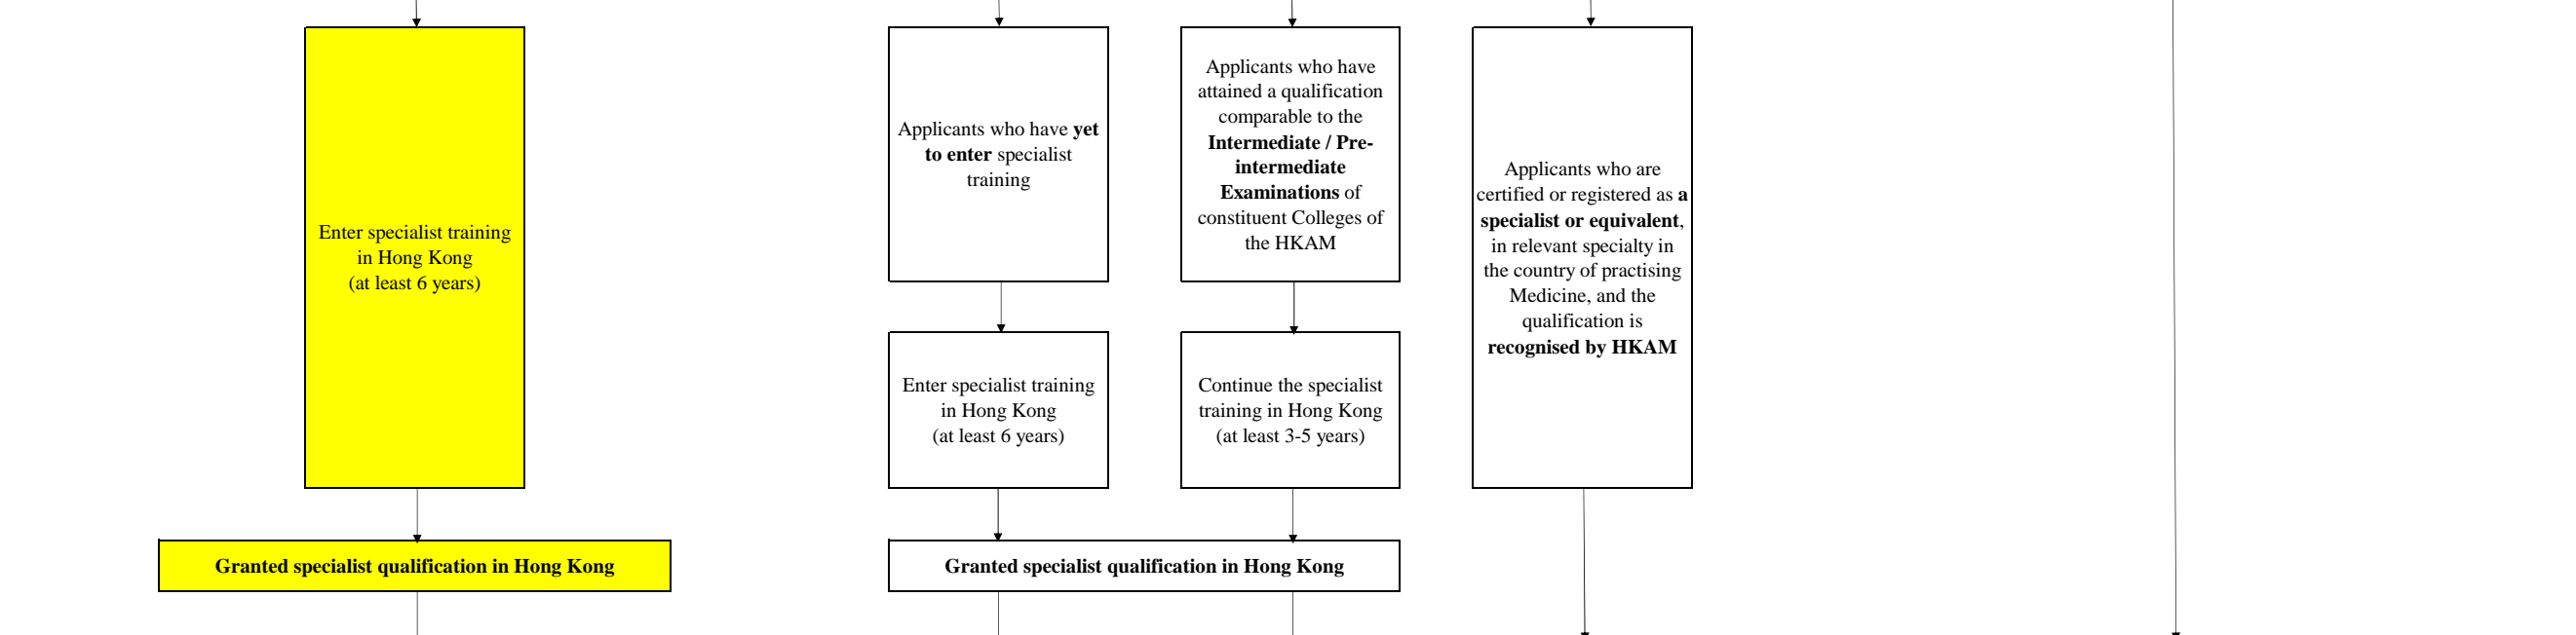 Enter specialist training
in Hong Kong
(at least 6 years)
Applicants who have yet
to enter specialist
training
Applicants who have
attained a qualification
comparable to the
Intermediate / Pre-
intermediate
Examinations of
constituent Colleges of
the HKAM
Applicants who are
certified or registered as a
specialist or equivalent,
in relevant specialty in
the country of practising
Medicine, and the
qualification is
recognised by HKAM
Enter specialist training
in Hong Kong
(at least 6 years)
Continue the specialist
training in Hong Kong
(at least 3-5 years)
Granted specialist qualification in Hong Kong
Granted specialist qualification in Hong Kong